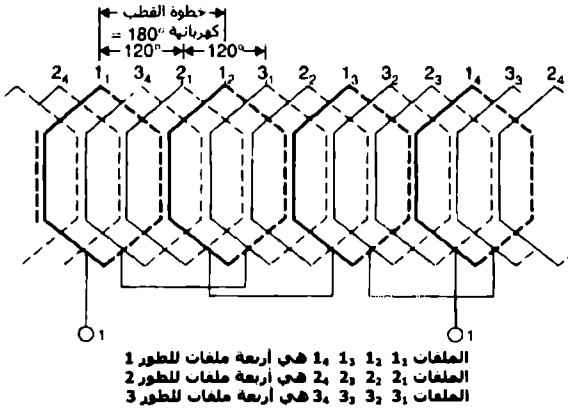 خطوة القطب
كهربائية °180 =
120° 120°
2₄ 1₁ 3₄ 2₁ 1₂ 3₁ 2₂ 1₃ 3₂ 2₃ 1₄ 3₃ 2₄
1 1
الملفات 1₁ 1₂ 1₃ 1₄ هي أربعة ملفات للطور 1
الملفات 2₁ 2₂ 2₃ 2₄ هي أربعة ملفات للطور 2
الملفات 3₁ 3₂ 3₃ 3₄ هي أربعة ملفات للطور 3